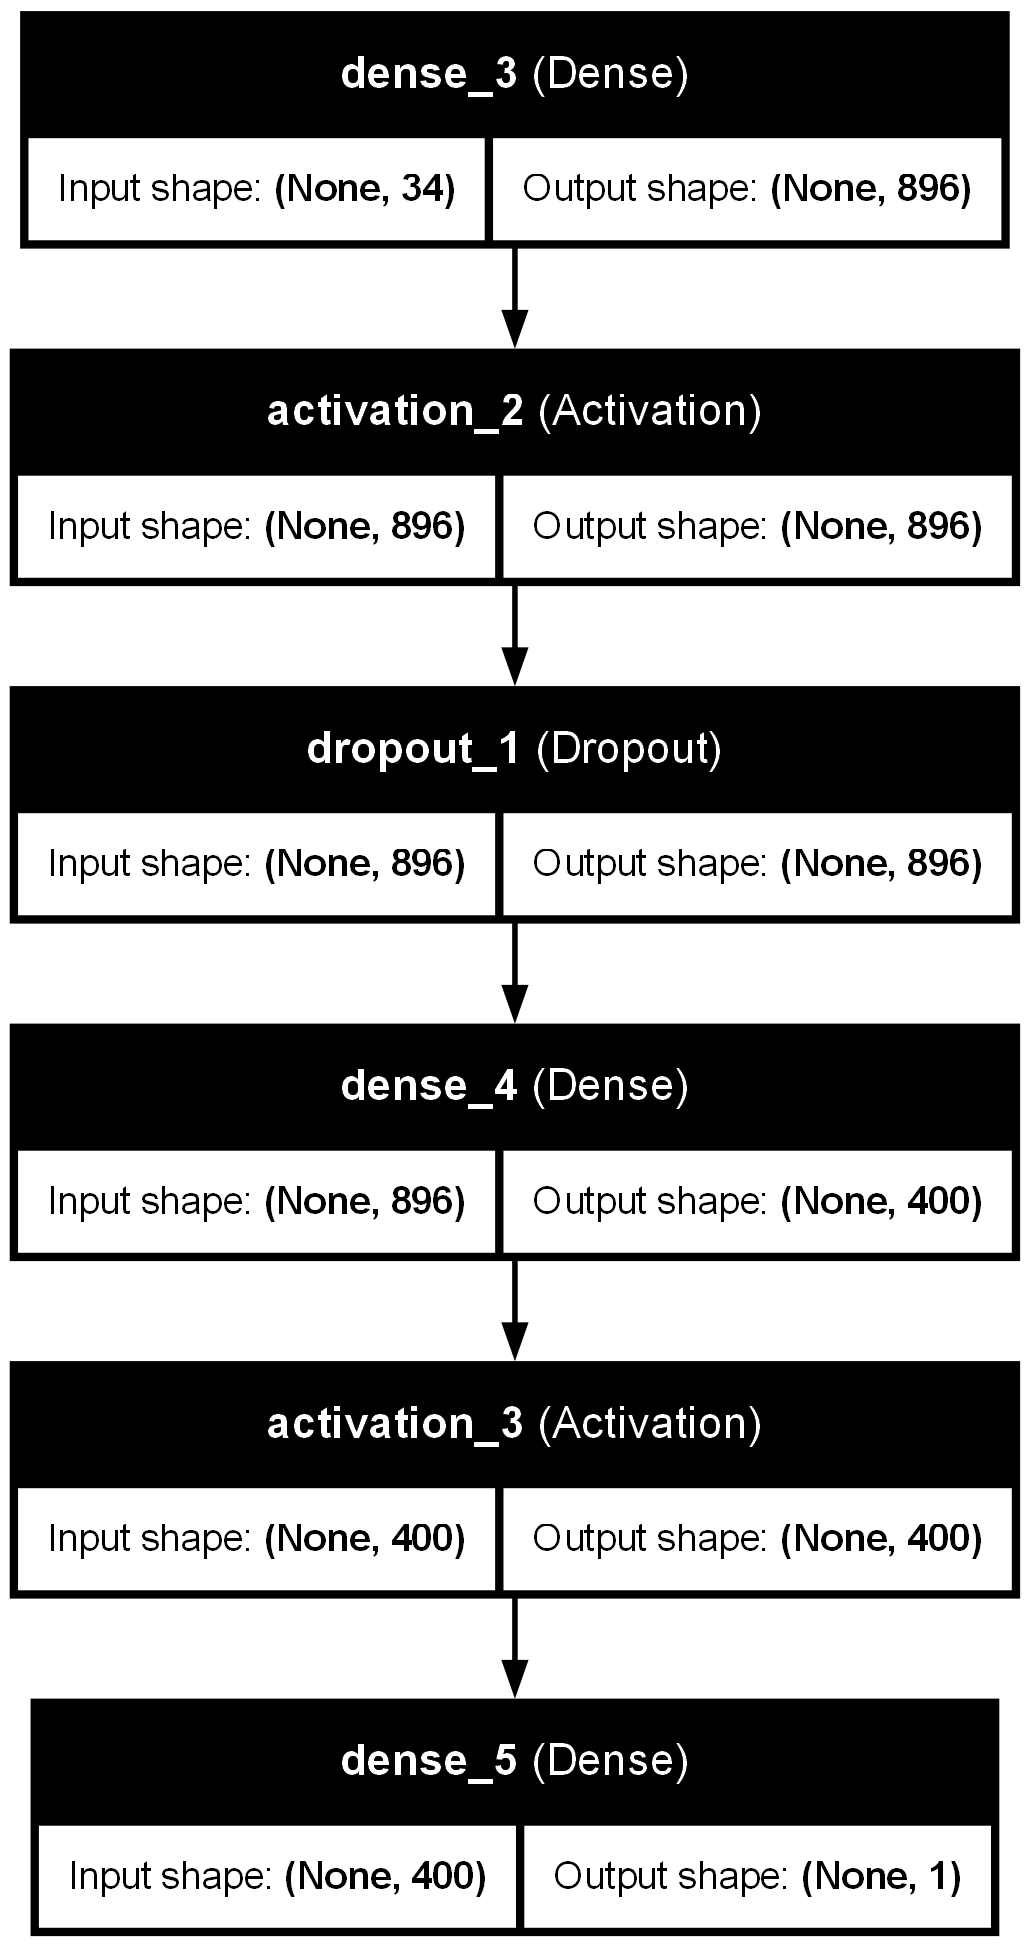 dense_3 (Dense)
Input shape: (None, 34) Output shape: (None, 896)
activation_2 (Activation)
Input shape: (None, 896) Output shape: (None, 896)
dropout_1 (Dropout)
Input shape: (None, 896) Output shape: (None, 896)
dense_4 (Dense)
Input shape: (None, 896) Output shape: (None, 400)
activation_3 (Activation)
Input shape: (None, 400) Output shape: (None, 400)
dense_5 (Dense)
Input shape: (None, 400) Output shape: (None, 1)